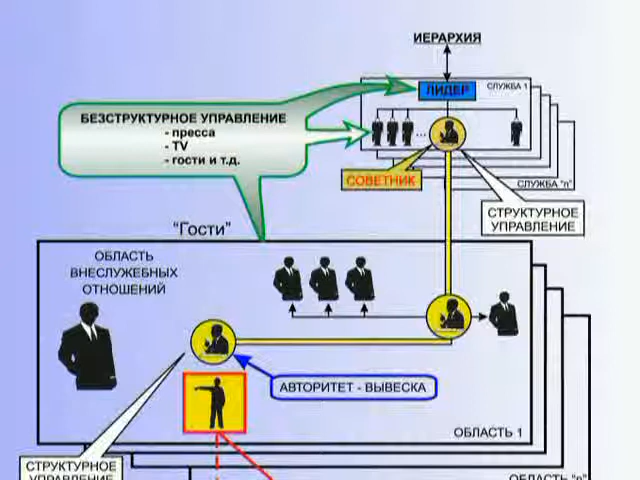 ИЕРАРХИЯ
ЛИДЕР
СЛУЖБА 1
БЕЗСТРУКТУРНОЕ УПРАВЛЕНИЕ
- пресса
- TV
- гости и т.д.
...
СОВЕТНИК
СЛУЖБА "n"
СТРУКТУРНОЕ
УПРАВЛЕНИЕ
"Гости"
ОБЛАСТЬ
ВНЕСЛУЖЕБНЫХ
ОТНОШЕНИЙ
АВТОРИТЕТ - ВЫВЕСКА
ОБЛАСТЬ 1
СТРУКТУРНОЕ
УПРАВЛЕНИЕ
ОБЛАСТЬ "n"